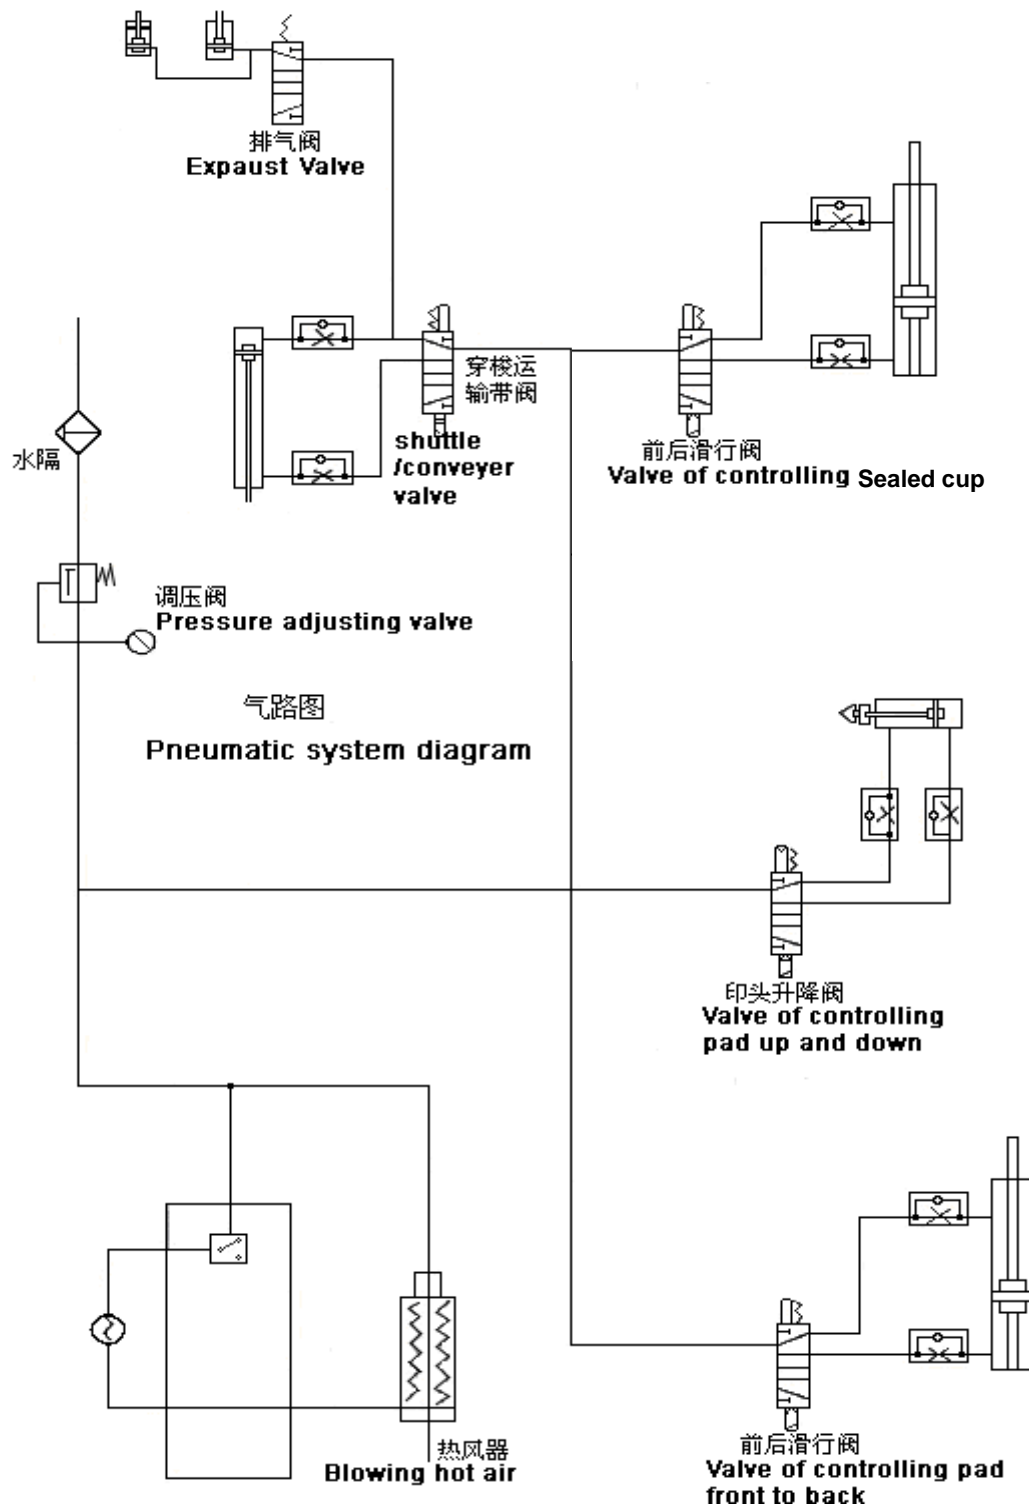 排气阀
Expaust Valve
穿梭运
输带阀
shuttle
/conveyer
valve
前后滑行阀
Valve of controlling Sealed cup
水隔
调压阀
Pressure adjusting valve
气路图
Pneumatic system diagram
印头升降阀
Valve of controlling
pad up and down
热风器
Blowing hot air
前后滑行阀
Valve of controlling pad
front to back